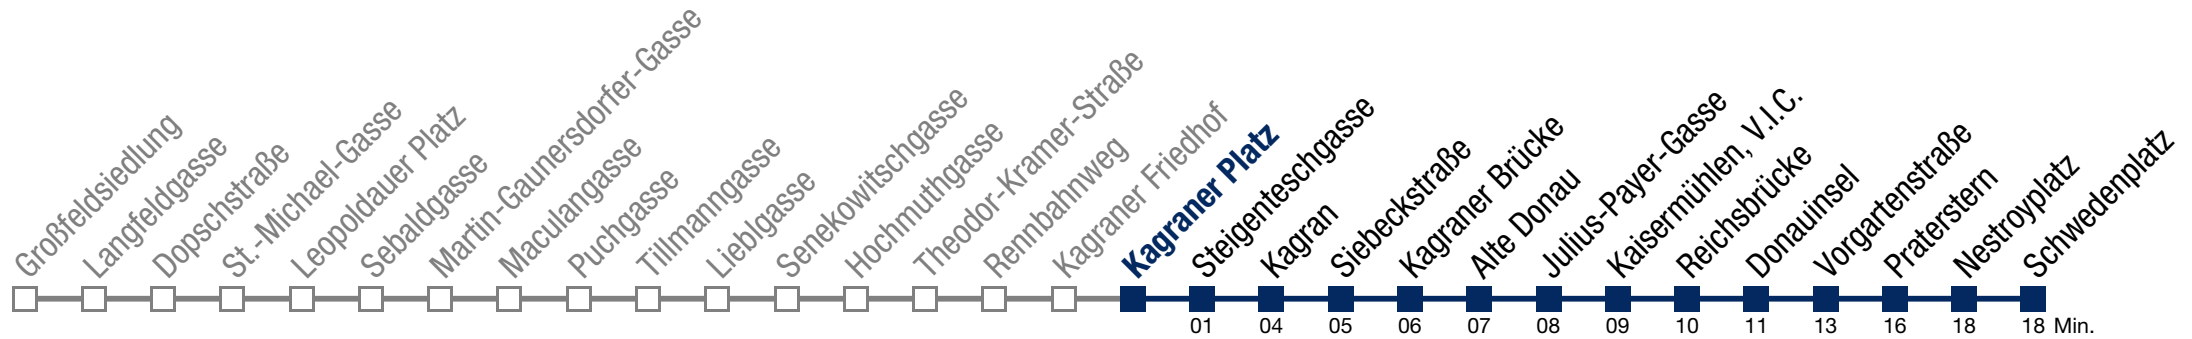 Großfeldsiedlung
Langfeldgasse
Dopschstraße
St.-Michael-Gasse
Leopoldauer Platz
Sebaldgasse
Martin-Gaunersdorfer-Gasse
Maculangasse
Puchgasse
Tillmanngasse
Lieblgasse
Senekowitschgasse
Hochmuthgasse
Theodor-Kramer-Straße
Rennbahnweg
Kagraner Friedhof
Kagraner Platz
Steigenteschgasse
Kagran
Siebeckstraße
Kagraner Brücke
Alte Donau
Julius-Payer-Gasse
Kaisermühlen, V.I.C.
Reichsbrücke
Donauinsel
Vorgartenstraße
Praterstern
Nestroyplatz
Schwedenplatz
01 04 05 06 07 08 09 10 11 13 16 18 18 Min.